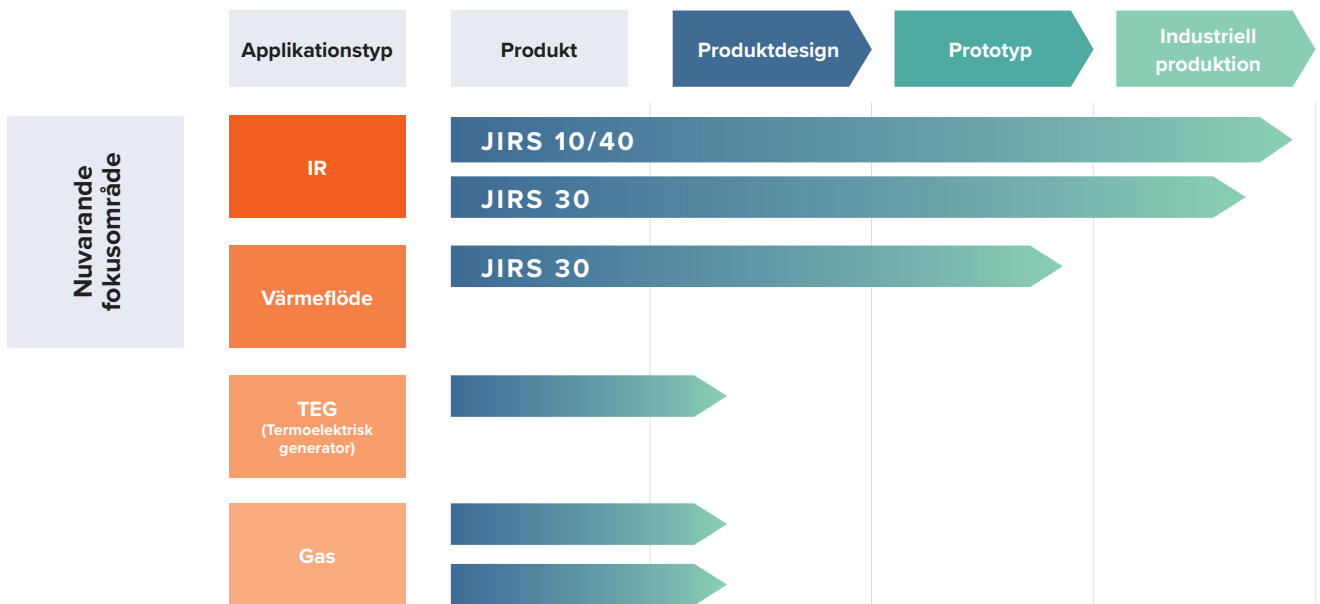 Applikationstyp
Produkt
Produktdesign
Prototyp
Industriell
produktion
Nuvarande
fokusområde
IR
JIRS 10/40
JIRS 30
Värmeflöde
JIRS 30
TEG
(Termoelektrisk
generator)
Gas